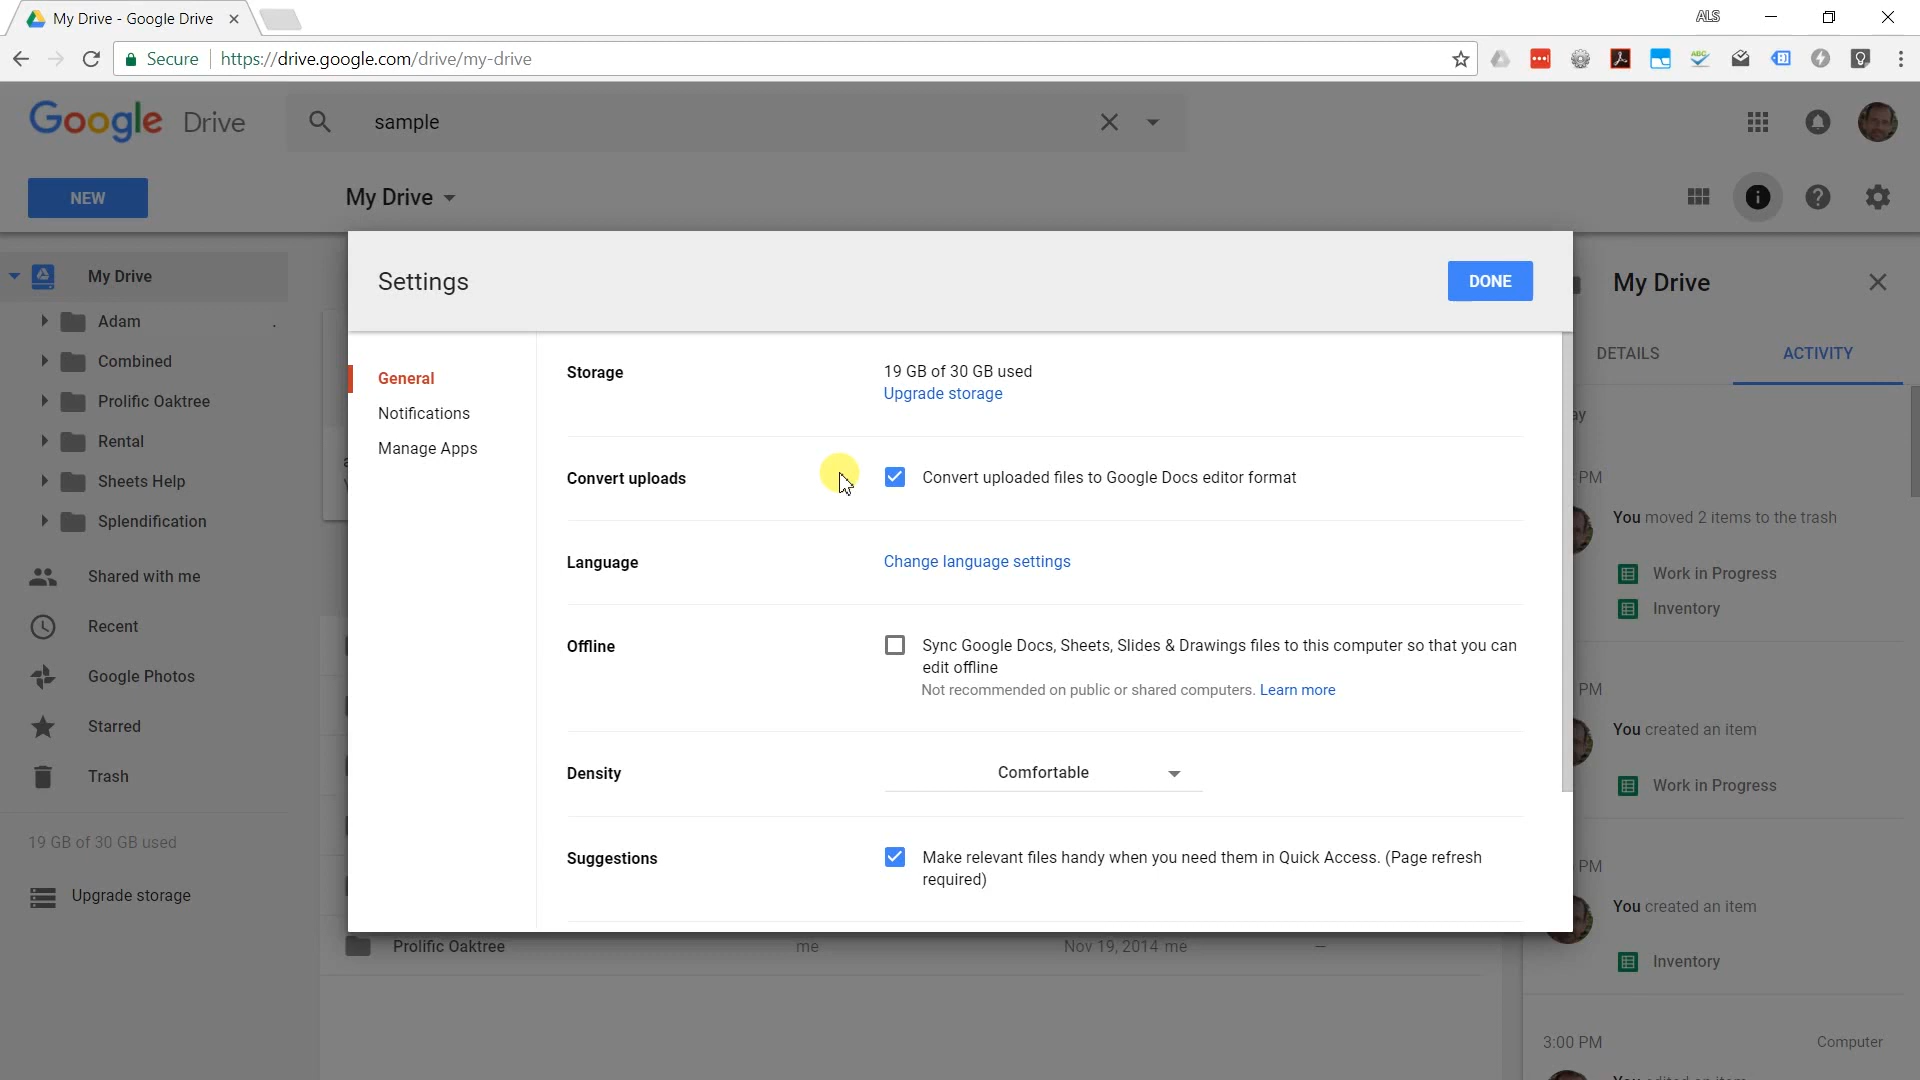 My Drive - Google Drive
ALS
Secure
https://drive.google.com/drive/my-drive
Google Drive
sample
NEW
My Drive
My Drive
Adam
Combined
Prolific Oaktree
Rental
Sheets Help
Splendification
Shared with me
Recent
Google Photos
Starred
Trash
19 GB of 30 GB used
Upgrade storage
Settings
DONE
General
Notifications
Manage Apps
Storage
19 GB of 30 GB used
Upgrade storage
Convert uploads
Convert uploaded files to Google Docs editor format
Language
Change language settings
Offline
Sync Google Docs, Sheets, Slides & Drawings files to this computer so that you can
edit offline
Not recommended on public or shared computers. Learn more
Density
Comfortable
Suggestions
Make relevant files handy when you need them in Quick Access. (Page refresh
required)
Prolific Oaktree me Nov 19, 2014 me —
My Drive
DETAILS
ACTIVITY
ay
PM
You moved 2 items to the trash
Work in Progress
Inventory
PM
You created an item
Work in Progress
PM
You created an item
Inventory
3:00 PM
Computer